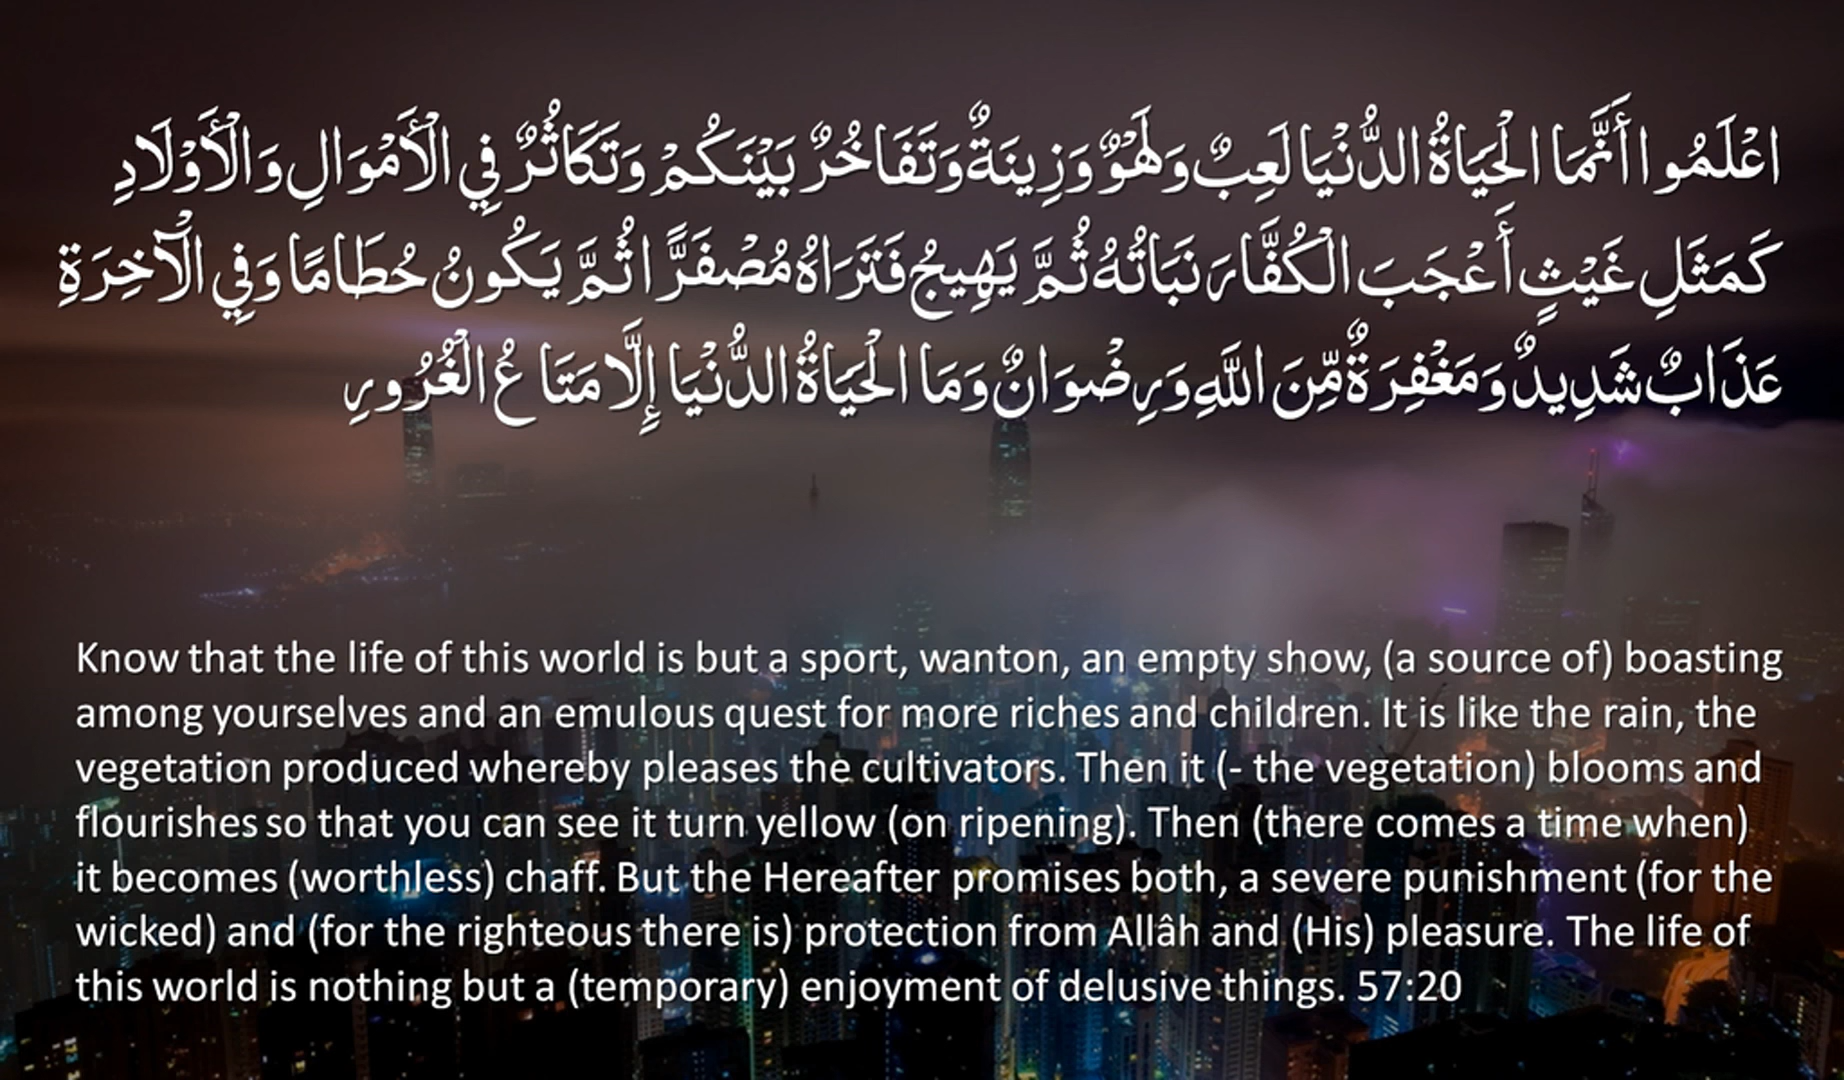 اعْلَمُوا أَنَّمَا الْحَيَاةُ الدُّنْيَا لَعِبٌ وَلَهْوٌ وَزِينَةٌ وَتَفَاخُرٌ بَيْنَكُمْ وَتَكَاثُرٌ فِي الْأَمْوَالِ وَالْأَوْلَادِ
كَمَثَلِ غَيْثٍ أَعْجَبَ الْكُفَّارَ نَبَاتُهُ ثُمَّ يَهِيجُ فَتَرَاهُ مُصْفَرًّا ثُمَّ يَكُونُ حُطَامًا وَفِي الْآخِرَةِ
عَذَابٌ شَدِيدٌ وَمَغْفِرَةٌ مِّنَ اللَّهِ وَرِضْوَانٌ وَمَا الْحَيَاةُ الدُّنْيَا إِلَّا مَتَاعُ الْغُرُورِ
Know that the life of this world is but a sport, wanton, an empty show, (a source of) boasting
among yourselves and an emulous quest for more riches and children. It is like the rain, the
vegetation produced whereby pleases the cultivators. Then it (- the vegetation) blooms and
flourishes so that you can see it turn yellow (on ripening). Then (there comes a time when)
it becomes (worthless) chaff. But the Hereafter promises both, a severe punishment (for the
wicked) and (for the righteous there is) protection from Allâh and (His) pleasure. The life of
this world is nothing but a (temporary) enjoyment of delusive things. 57:20